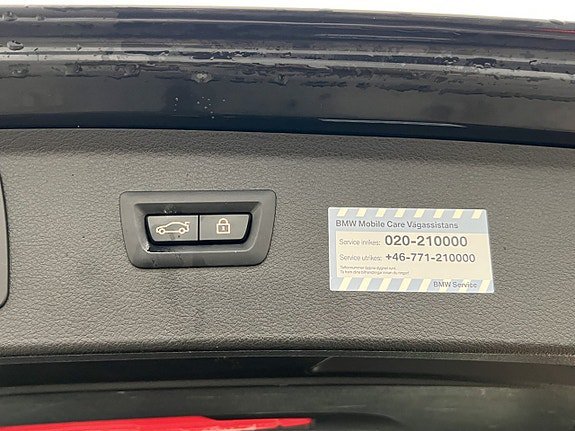 BMW Mobile Care Vägassistans
Service inrikes: 020-210000
Service utrikes: +46-771-210000
BMW Service